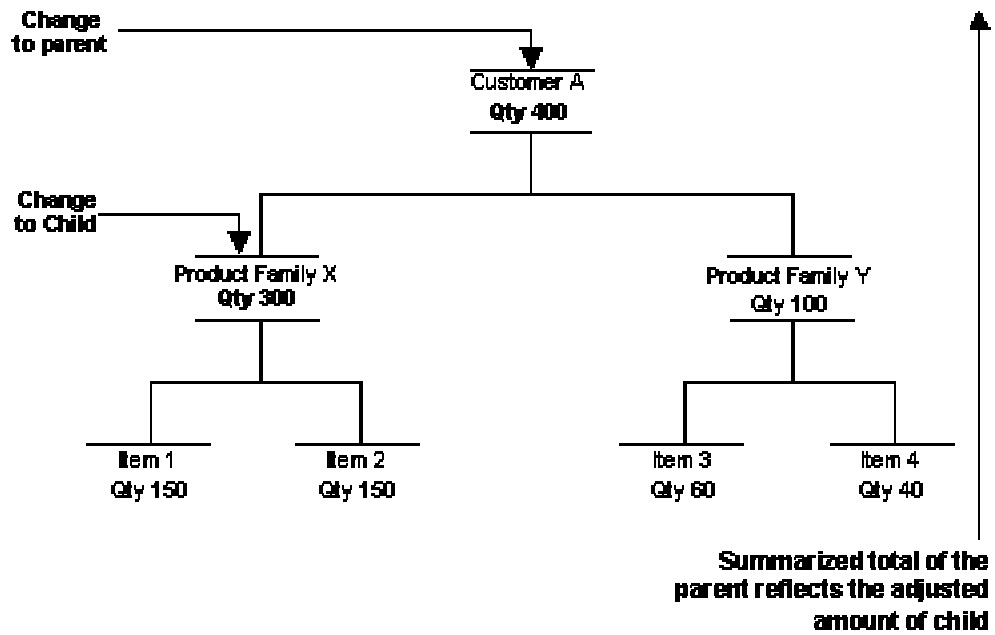 Change
to parent
Customer A
Qty 400
Change
to Child
Product Family X
Qty 300
Product Family Y
Qty 100
Item 1
Qty 150
Item 2
Qty 150
Item 3
Qty 60
Item 4
Qty 40
Summarized total of the
parent reflects the adjusted
amount of child